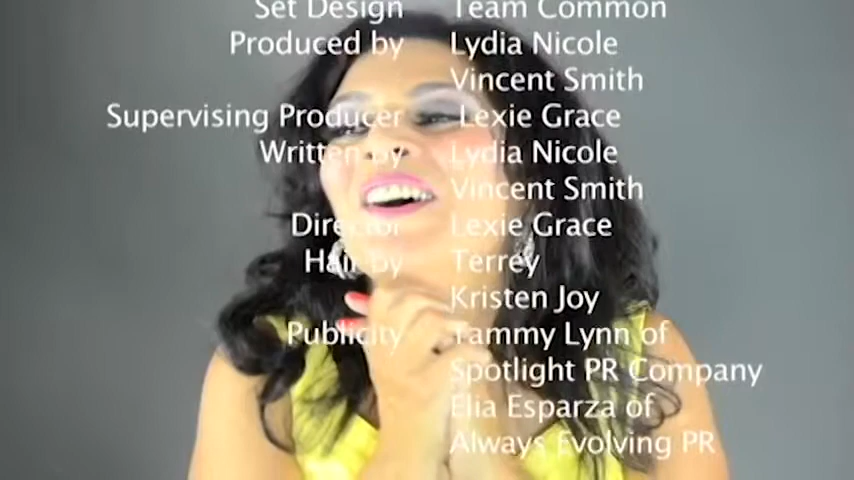 Set Design Team Common
Produced by Lydia Nicole
Vincent Smith
Supervising Producer Lexie Grace
Written by Lydia Nicole
Vincent Smith
Director Lexie Grace
Hair by Terrey
Kristen Joy
Publicity Tammy Lynn of
Spotlight PR Company
Elia Esparza of
Always Evolving PR